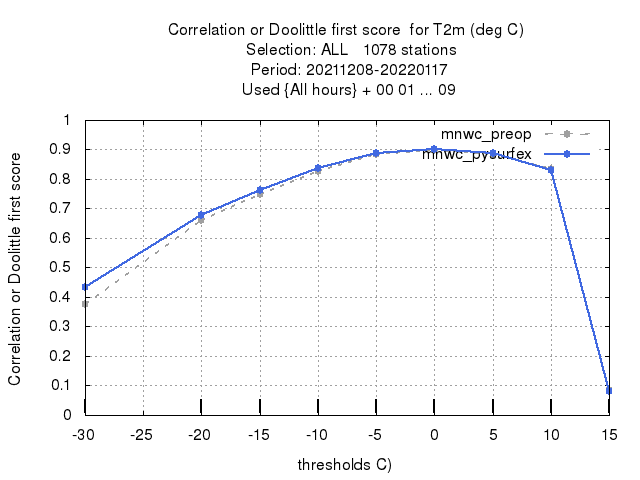 Correlation or Doolittle first score  for T2m (deg C)
Selection: ALL   1078 stations
Period: 20211208-20220117
Used {All hours} + 00 01 ... 09
Correlation or Doolittle first score
1
0.9
0.8
0.7
0.6
0.5
0.4
0.3
0.2
0.1
0
mnwc_preop
mnwc_pysurfex
-30 -25 -20 -15 -10 -5 0 5 10 15
thresholds C)